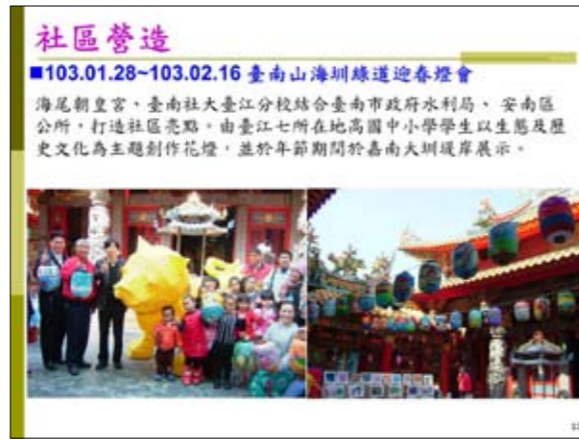 社區營造
■103.01.28~103.02.16 臺南山海圳綠道迎春燈會
海尾朝皇宮、臺南社大臺江分校結合臺南市政府水利局、安南區
公所，打造社區亮點。由臺江七所在地高國中小學學生以生態及歷
史文化為主題創作花燈，並於年節期間於嘉南大圳堤岸展示。